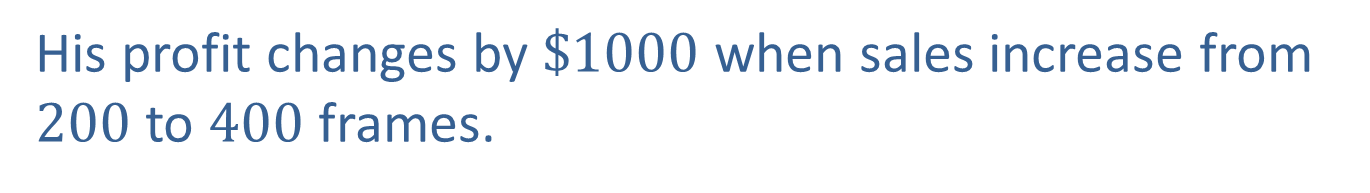 His profit changes by $1000 when sales increase from
200 to 400 frames.